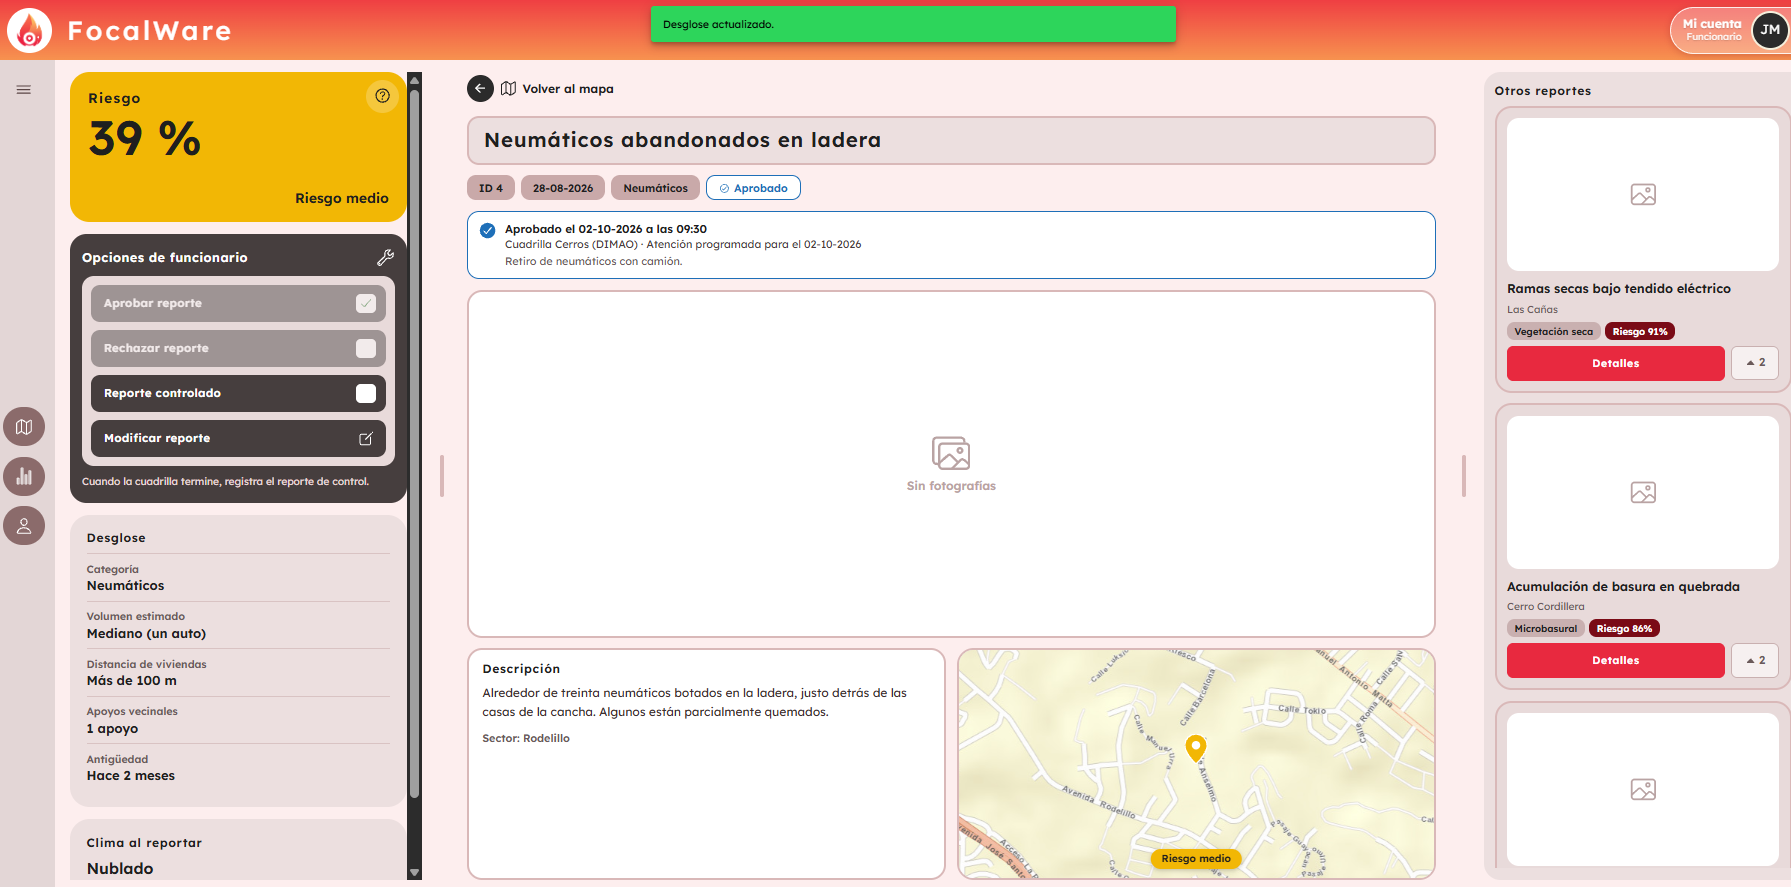 FocalWare
Desglose actualizado.
Mi cuenta
Funcionario
JM
Riesgo
39 %
Riesgo medio
Opciones de funcionario
Aprobar reporte
Rechazar reporte
Reporte controlado
Modificar reporte
Cuando la cuadrilla termine, registra el reporte de control.
Desglose
Categoría
Neumáticos
Volumen estimado
Mediano (un auto)
Distancia de viviendas
Más de 100 m
Apoyos vecinales
1 apoyo
Antigüedad
Hace 2 meses
Clima al reportar
Nublado
Volver al mapa
Neumáticos abandonados en ladera
ID 4
28-08-2026
Neumáticos
Aprobado
Aprobado el 02-10-2026 a las 09:30
Cuadrilla Cerros (DIMAO) · Atención programada para el 02-10-2026
Retiro de neumáticos con camión.
Sin fotografías
Descripción
Alrededor de treinta neumáticos botados en la ladera, justo detrás de las
casas de la cancha. Algunos están parcialmente quemados.
Sector: Rodelillo
Calle Barcelona
Calle Tokio
Calle Roma
Avenida Rodelillo
Riesgo medio
Otros reportes
Ramas secas bajo tendido eléctrico
Las Cañas
Vegetación seca
Riesgo 91%
Detalles
2
Acumulación de basura en quebrada
Cerro Cordillera
Microbasural
Riesgo 86%
Detalles
2